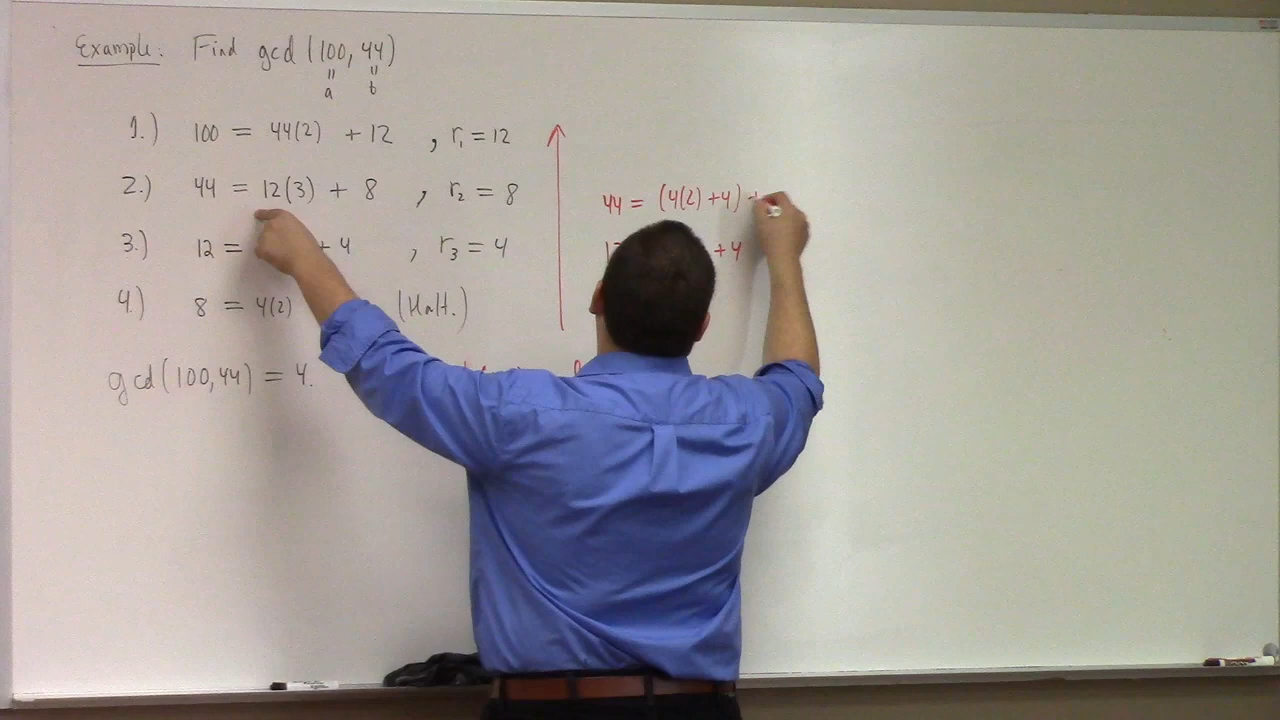 Example: Find gcd (100, 44)
" "
a b
1.) 100 = 44(2) + 12 , r₁ = 12
2.) 44 = 12(3) + 8 , r₂ = 8
44 = (4(2) + 4)
3.) 12 = + 4 , r₃ = 4
+ 4
4.) 8 = 4(2) (Halt.)
gcd(100,44) = 4.